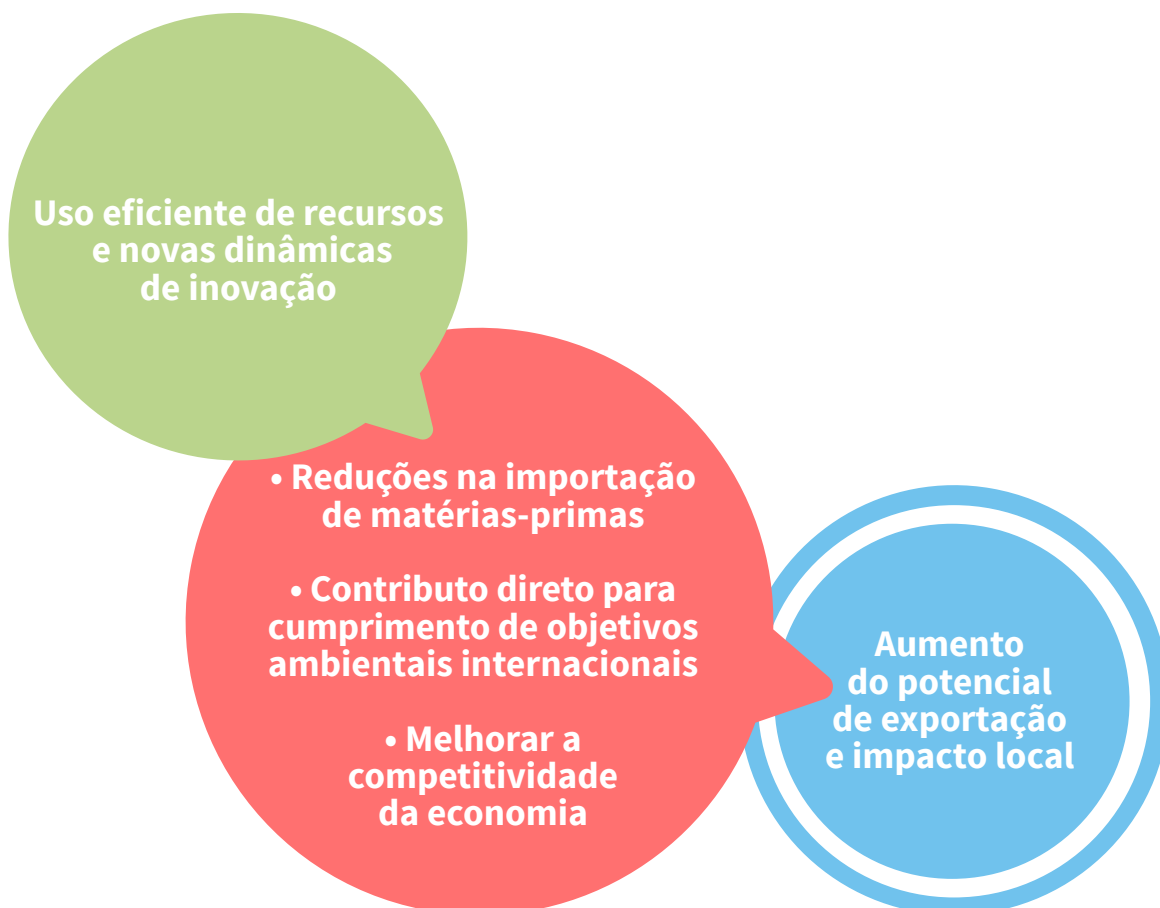 Uso eficiente de recursos
e novas dinâmicas
de inovação
• Reduções na importação
de matérias-primas
• Contributo direto para
cumprimento de objetivos
ambientais internacionais
• Melhorar a
competitividade
da economia
Aumento
do potencial
de exportação
e impacto local